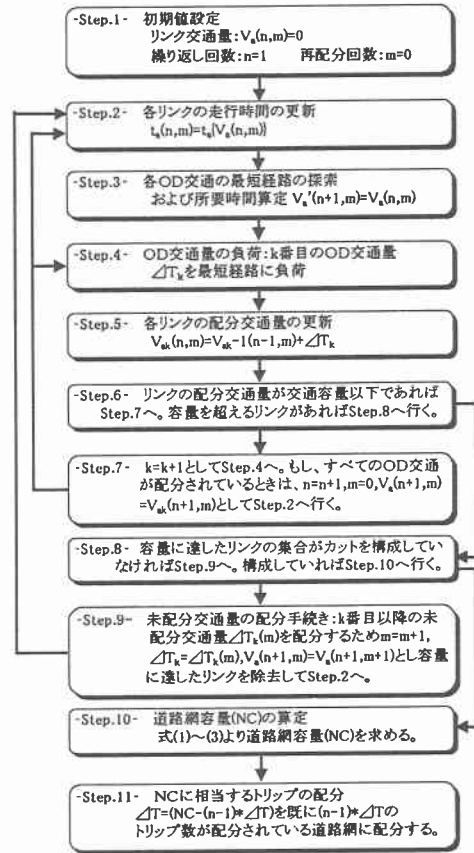 -Step.1- 初期値設定
リンク交通量:Va(n,m)=0
繰り返し回数:n=1 再配分回数:m=0
-Step.2- 各リンクの走行時間の更新
ta(n,m)=ta{Va(n,m)}
-Step.3- 各OD交通の最短経路の探索
および所要時間算定 Va'(n+1,m)=Va(n,m)
-Step.4- OD交通量の負荷:k番目のOD交通量
⊿Tkを最短経路に負荷
-Step.5- 各リンクの配分交通量の更新
Vak(n,m)=Vak-1(n-1,m)+⊿Tk
-Step.6- リンクの配分交通量が交通容量以下であれば
Step.7へ。容量を超えるリンクがあればStep.8へ行く。
-Step.7- k=k+1としてStep.4へ。もし、すべてのOD交通
が配分されているときは、n=n+1,m=0,Va(n+1,m)
=Vak(n+1,m)としてStep.2へ行く。
-Step.8- 容量に達したリンクの集合がカットを構成してい
なければStep.9へ。構成していればStep.10へ行く。
-Step.9- 未配分交通量の配分手続き:k番目以降の未
配分交通量⊿Tk(m)を配分するためm=m+1,
⊿Tk=⊿Tk(m),Va(n+1,m)=Va(n+1,m+1)とし容量
に達したリンクを除去してStep.2へ。
-Step.10- 道路網容量(NC)の算定
式(1)～(3)より道路網容量(NC)を求める。
-Step.11- NCに相当するトリップの配分
⊿T=(NC-(n-1)*⊿T)を既に(n-1)*⊿Tの
トリップ数が配分されている道路網に配分する。